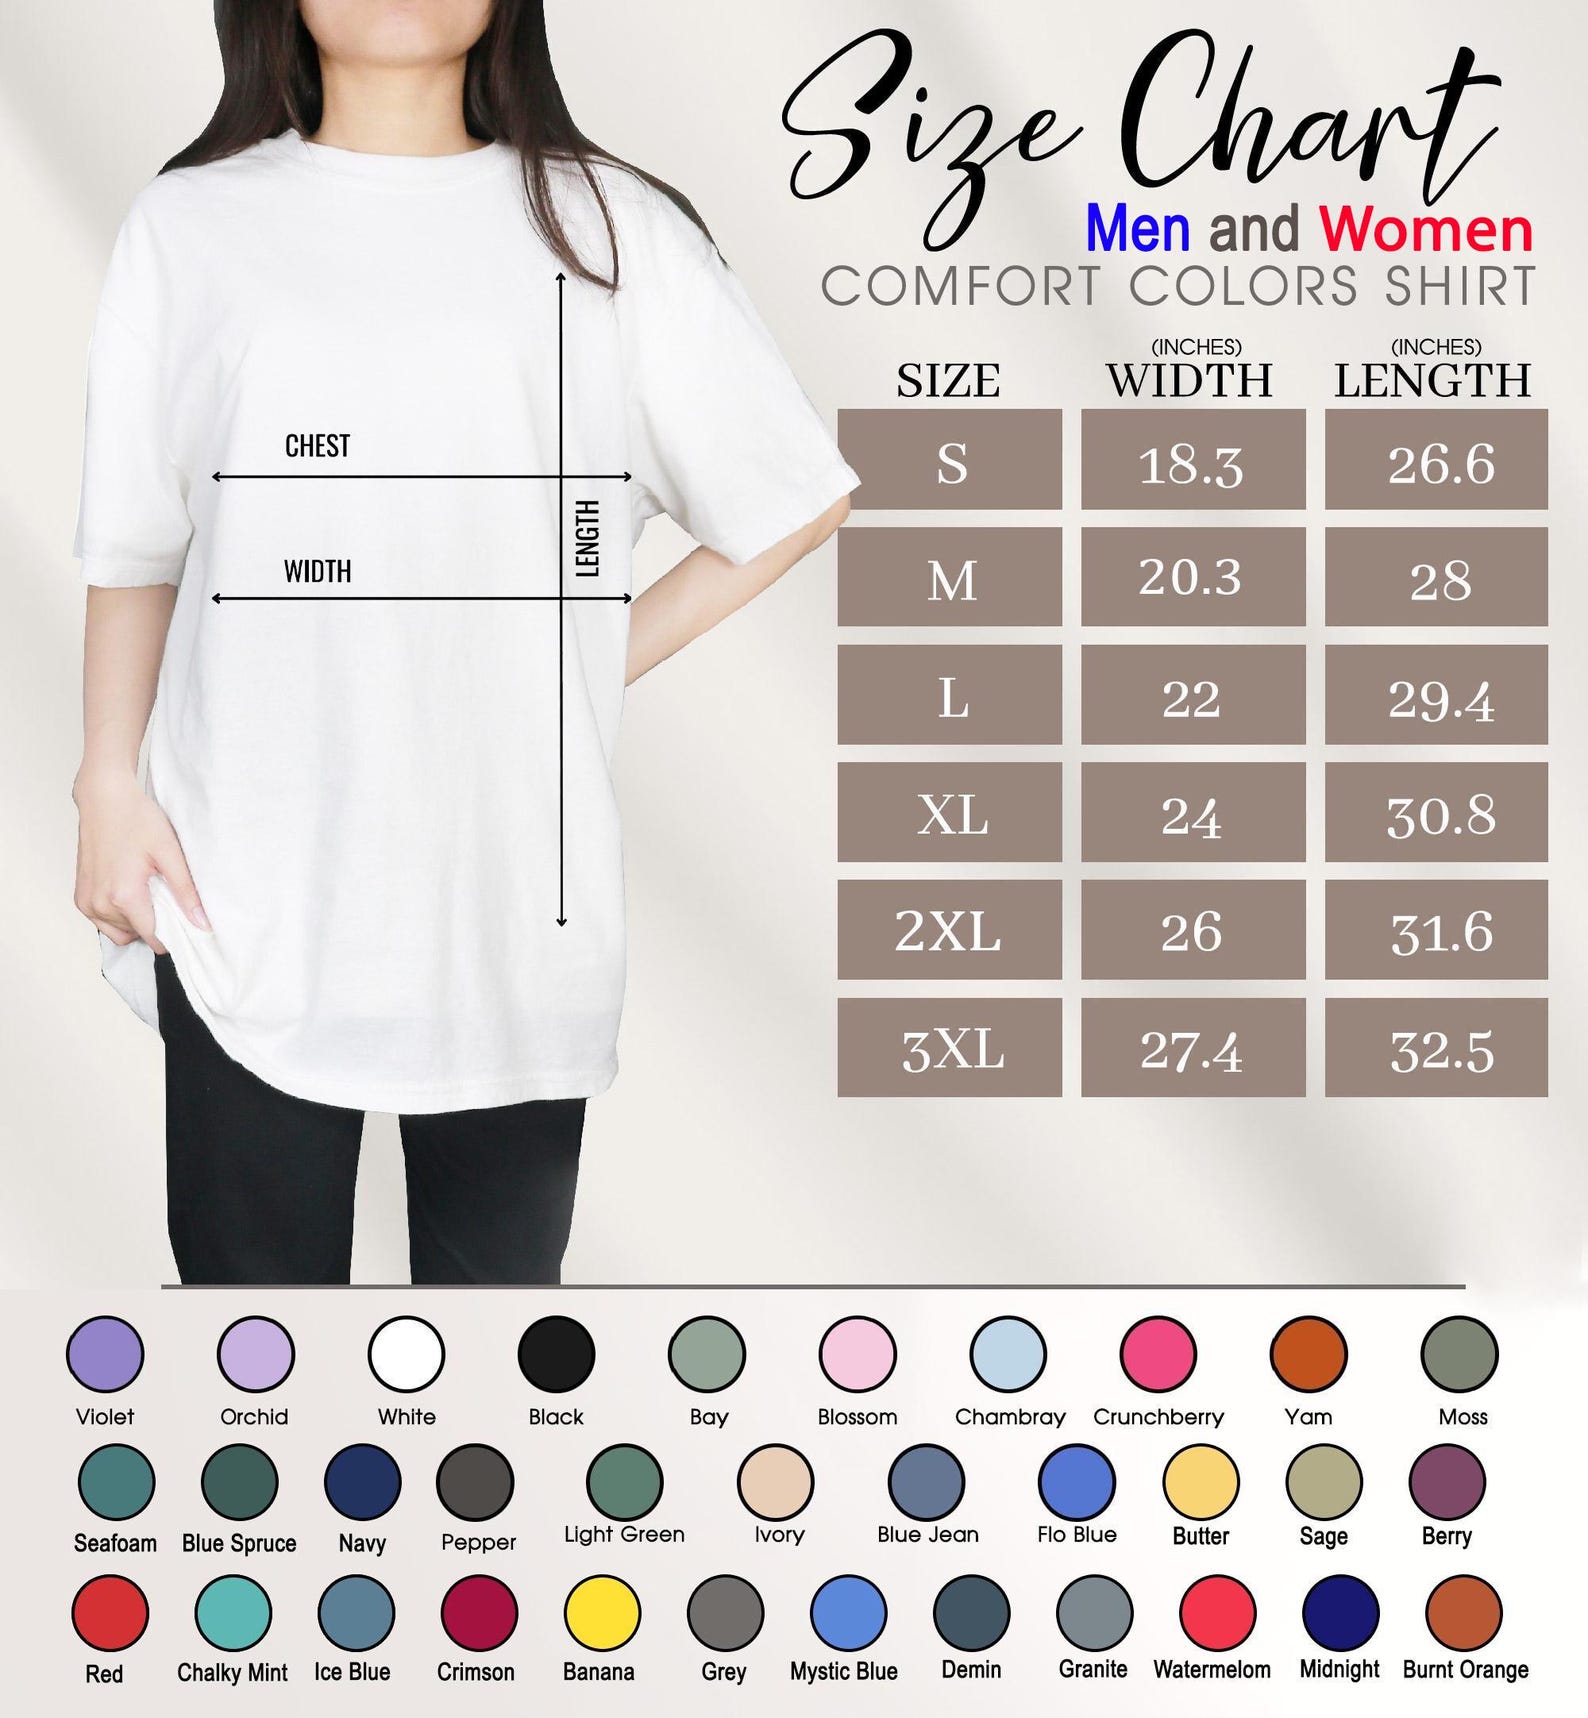 Size Chart
Men and Women
COMFORT COLORS SHIRT
(INCHES) (INCHES)
SIZE WIDTH LENGTH
S 18.3 26.6
M 20.3 28
L 22 29.4
XL 24 30.8
2XL 26 31.6
3XL 27.4 32.5
CHEST
WIDTH
LENGTH
Violet Orchid White Black Bay Blossom Chambray Crunchberry Yam Moss
Seafoam Blue Spruce Navy Pepper Light Green Ivory Blue Jean Flo Blue Butter Sage Berry
Red Chalky Mint Ice Blue Crimson Banana Grey Mystic Blue Demin Granite Watermelom Midnight Burnt Orange